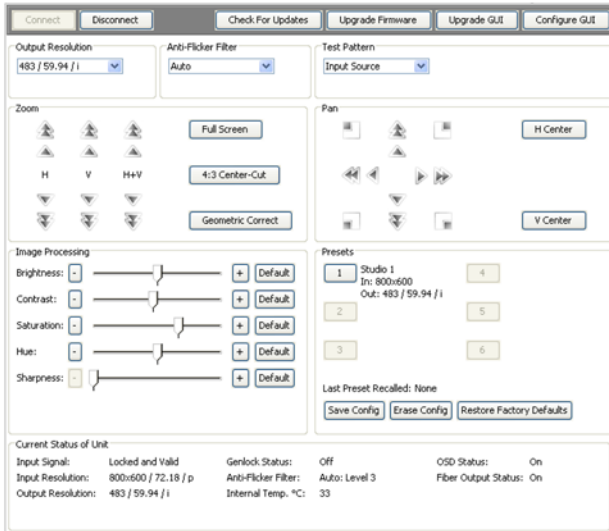 Connect Disconnect Check For Updates Upgrade Firmware Upgrade GUI Configure GUI
Output Resolution Anti-Flicker Filter Test Pattern
483 / 59.94 / i Auto Input Source
Zoom
Full Screen
H V H+V 4:3 Center-Cut
Geometric Correct
Pan
H Center
V Center
Image Processing
Brightness: - + Default
Contrast: - + Default
Saturation: - + Default
Hue: - + Default
Sharpness: - + Default
Presets
1 Studio 1 4
In: 800x600
Out: 483 / 59.94 / i
2 5
3 6
Last Preset Recalled: None
Save Config Erase Config Restore Factory Defaults
Current Status of Unit
Input Signal: Locked and Valid Genlock Status: Off OSD Status: On
Input Resolution: 800x600 / 72.18 / p Anti-Flicker Filter: Auto: Level 3 Fiber Output Status: On
Output Resolution: 483 / 59.94 / i Internal Temp. °C: 33